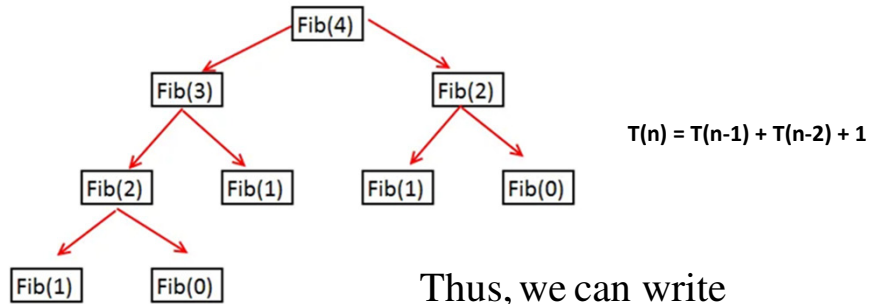 Fib(4)
Fib(3) Fib(2)
T(n) = T(n-1) + T(n-2) + 1
Fib(2) Fib(1) Fib(1) Fib(0)
Fib(1) Fib(0)
Thus, we can write